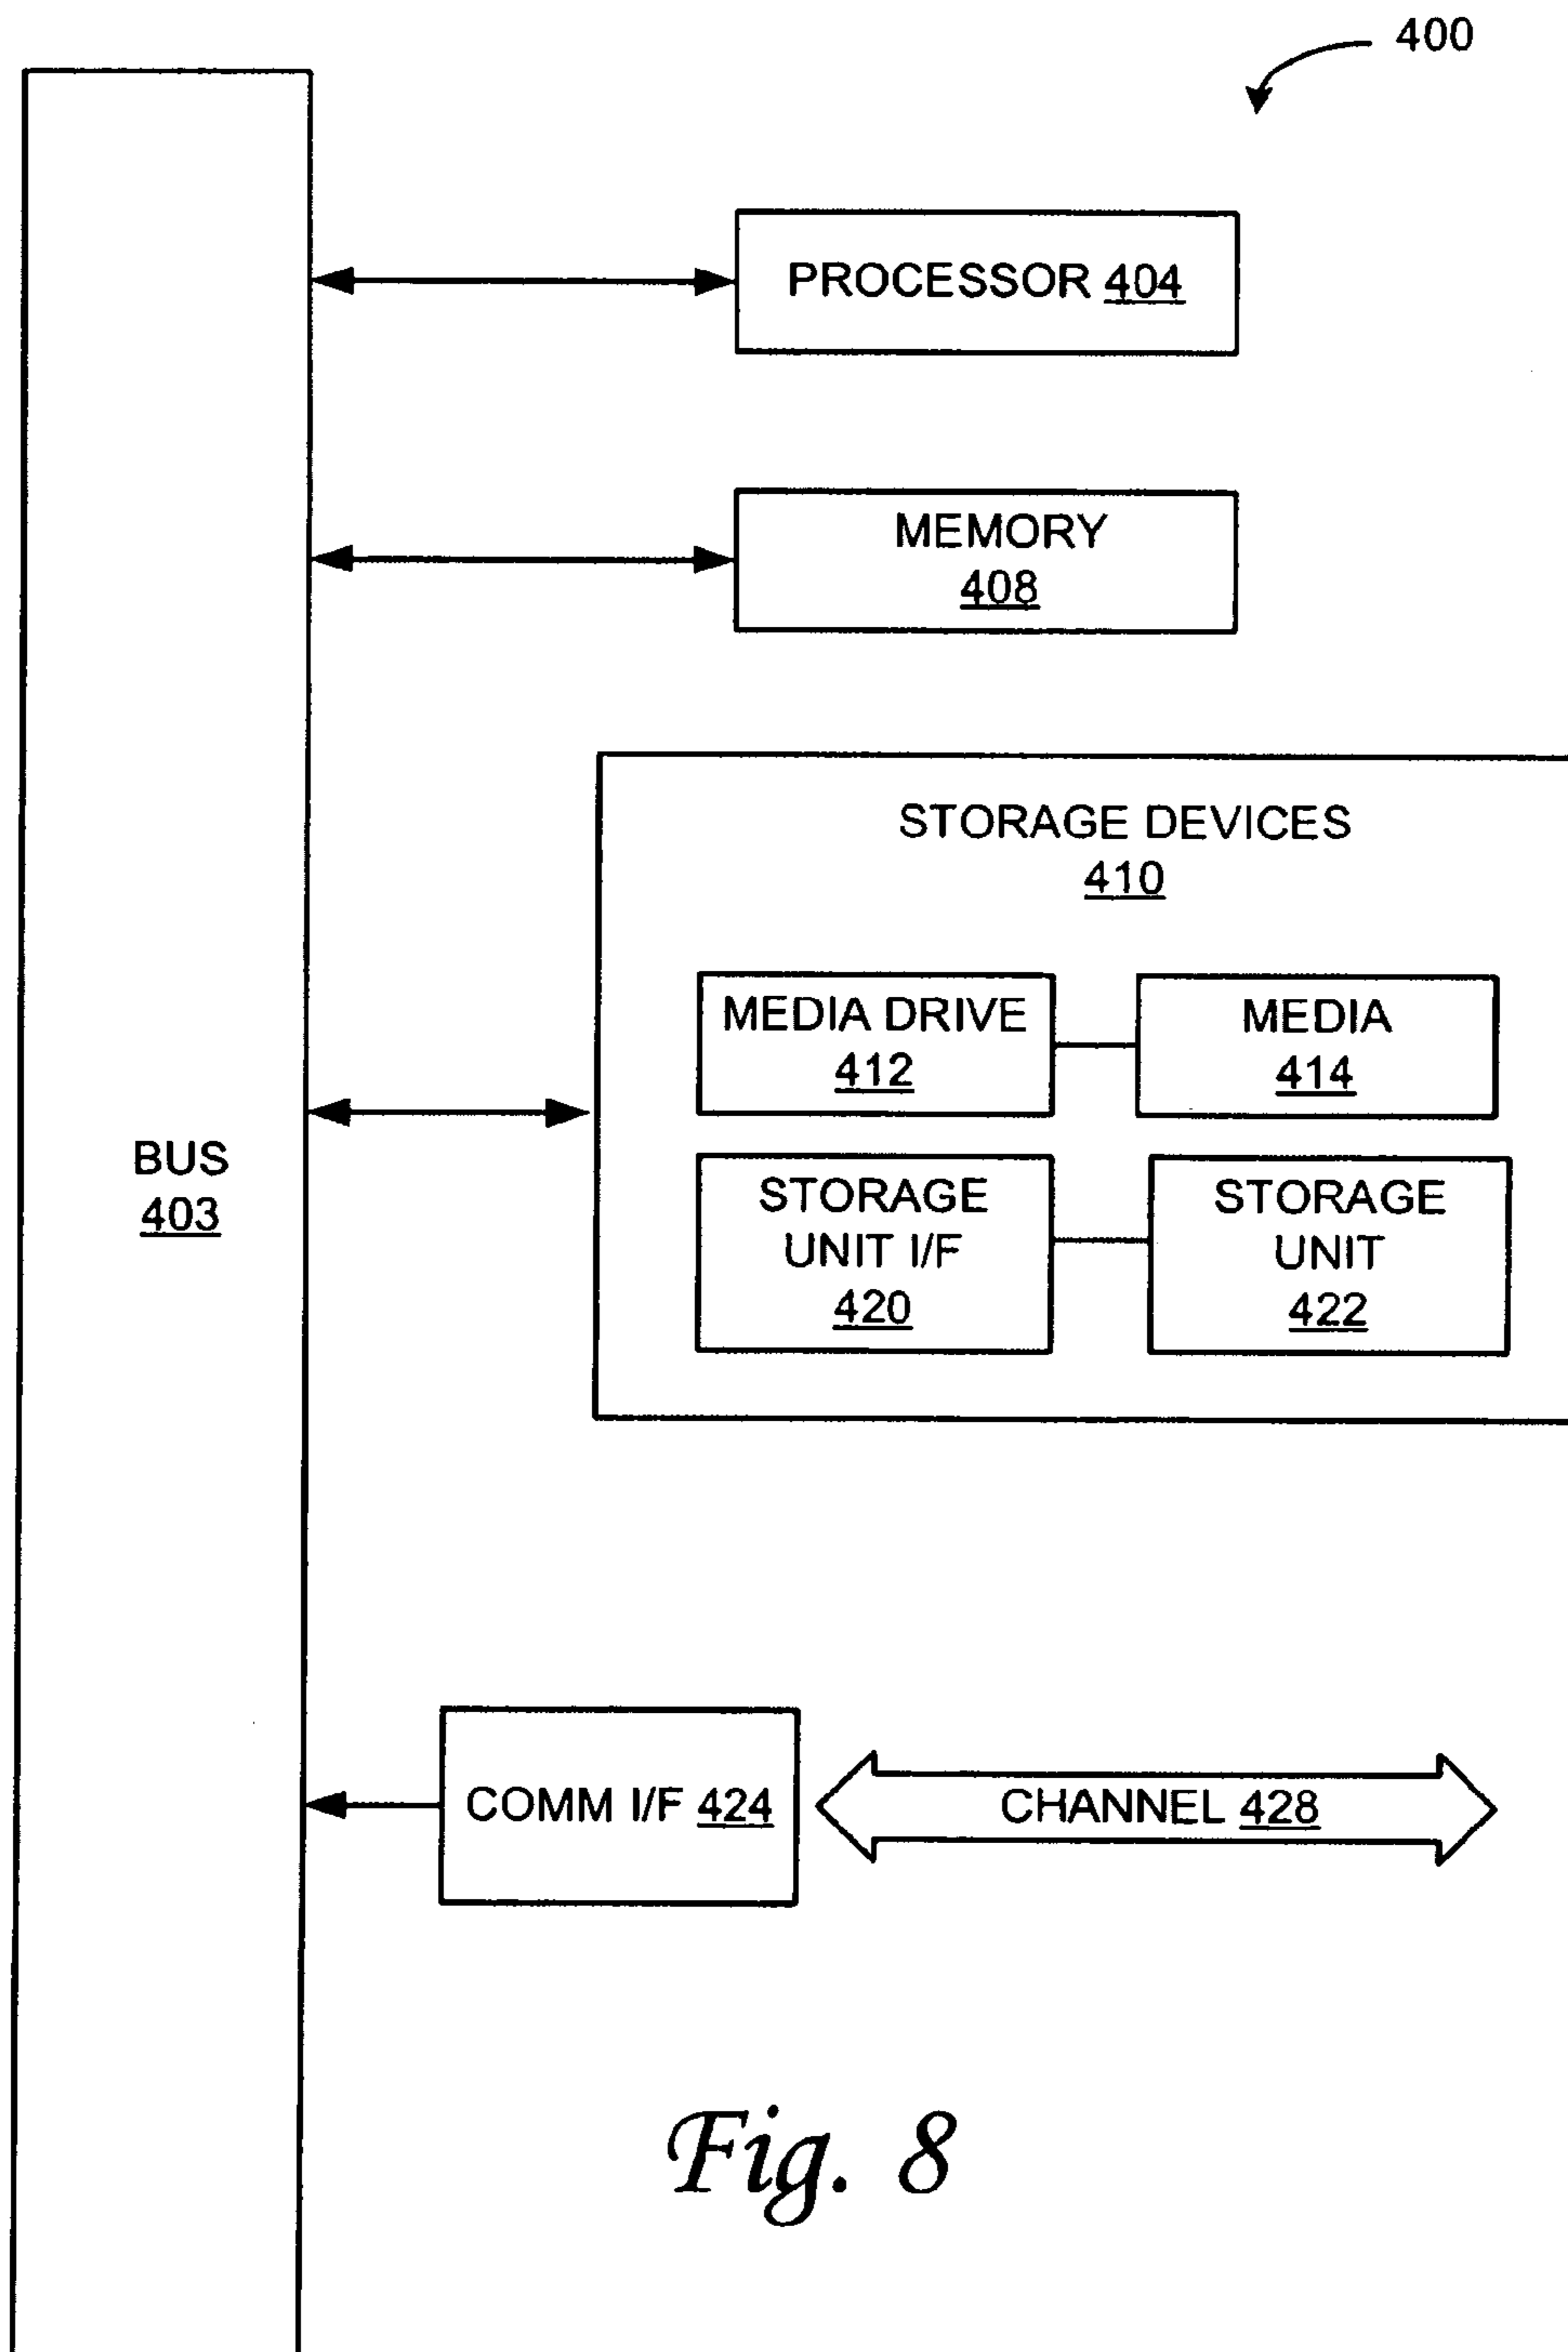 400
PROCESSOR 404
MEMORY
408
STORAGE DEVICES
410
MEDIA DRIVE
412
MEDIA
414
BUS
403
STORAGE
UNIT I/F
420
STORAGE
UNIT
422
COMM I/F 424
CHANNEL 428
Fig. 8